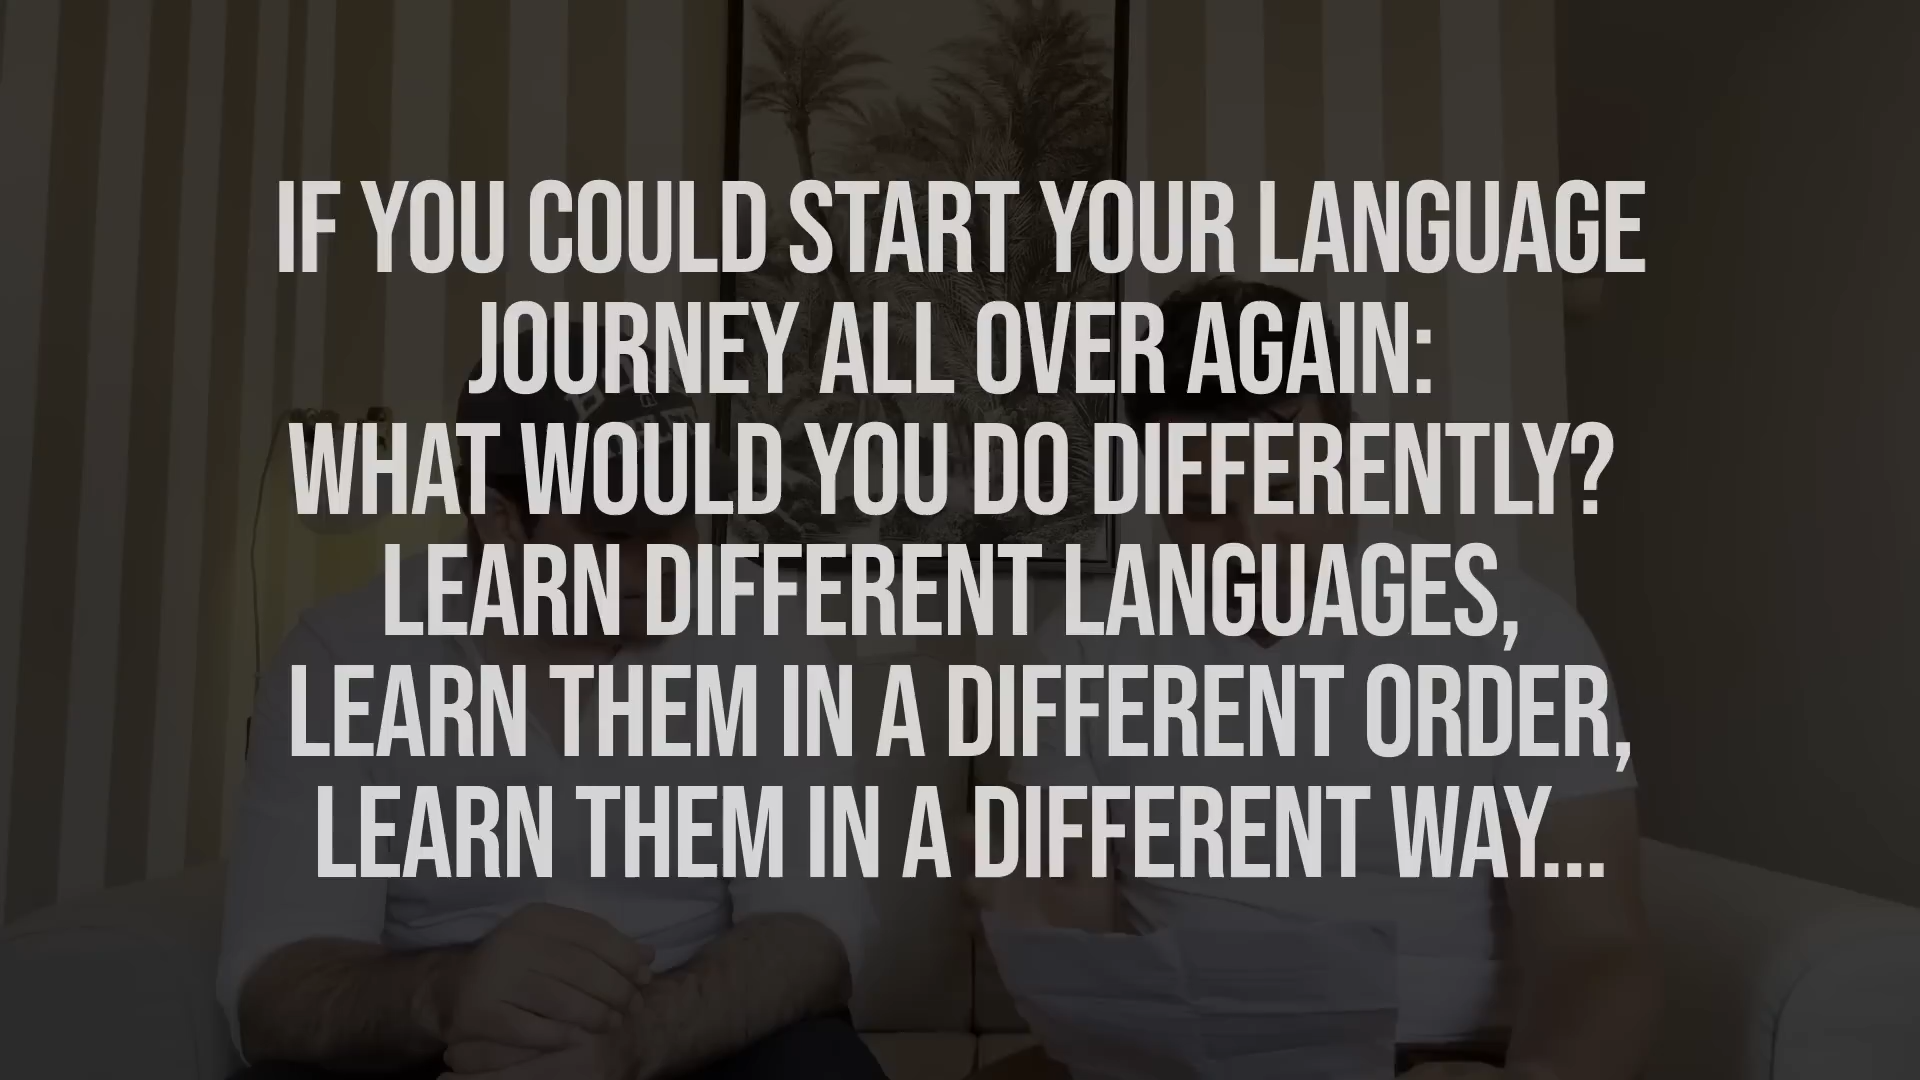 IF YOU COULD START YOUR LANGUAGE
JOURNEY ALL OVER AGAIN:
WHAT WOULD YOU DO DIFFERENTLY?
LEARN DIFFERENT LANGUAGES,
LEARN THEM IN A DIFFERENT ORDER,
LEARN THEM IN A DIFFERENT WAY...